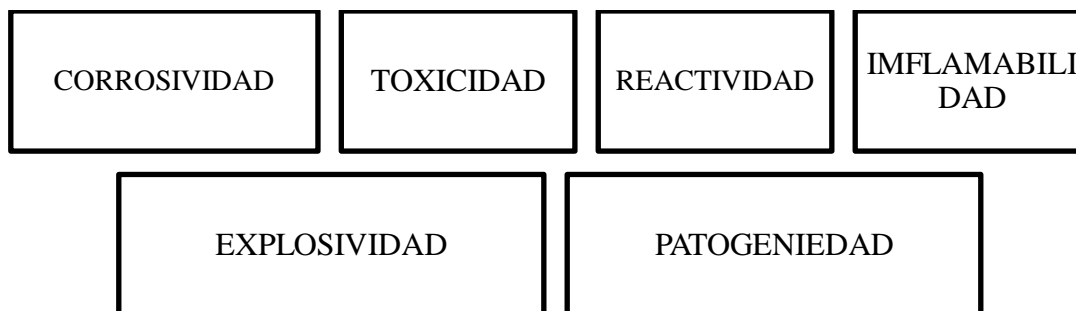 CORROSIVIDAD
TOXICIDAD
REACTIVIDAD
IMFLAMABILI
DAD
EXPLOSIVIDAD
PATOGENIEDAD